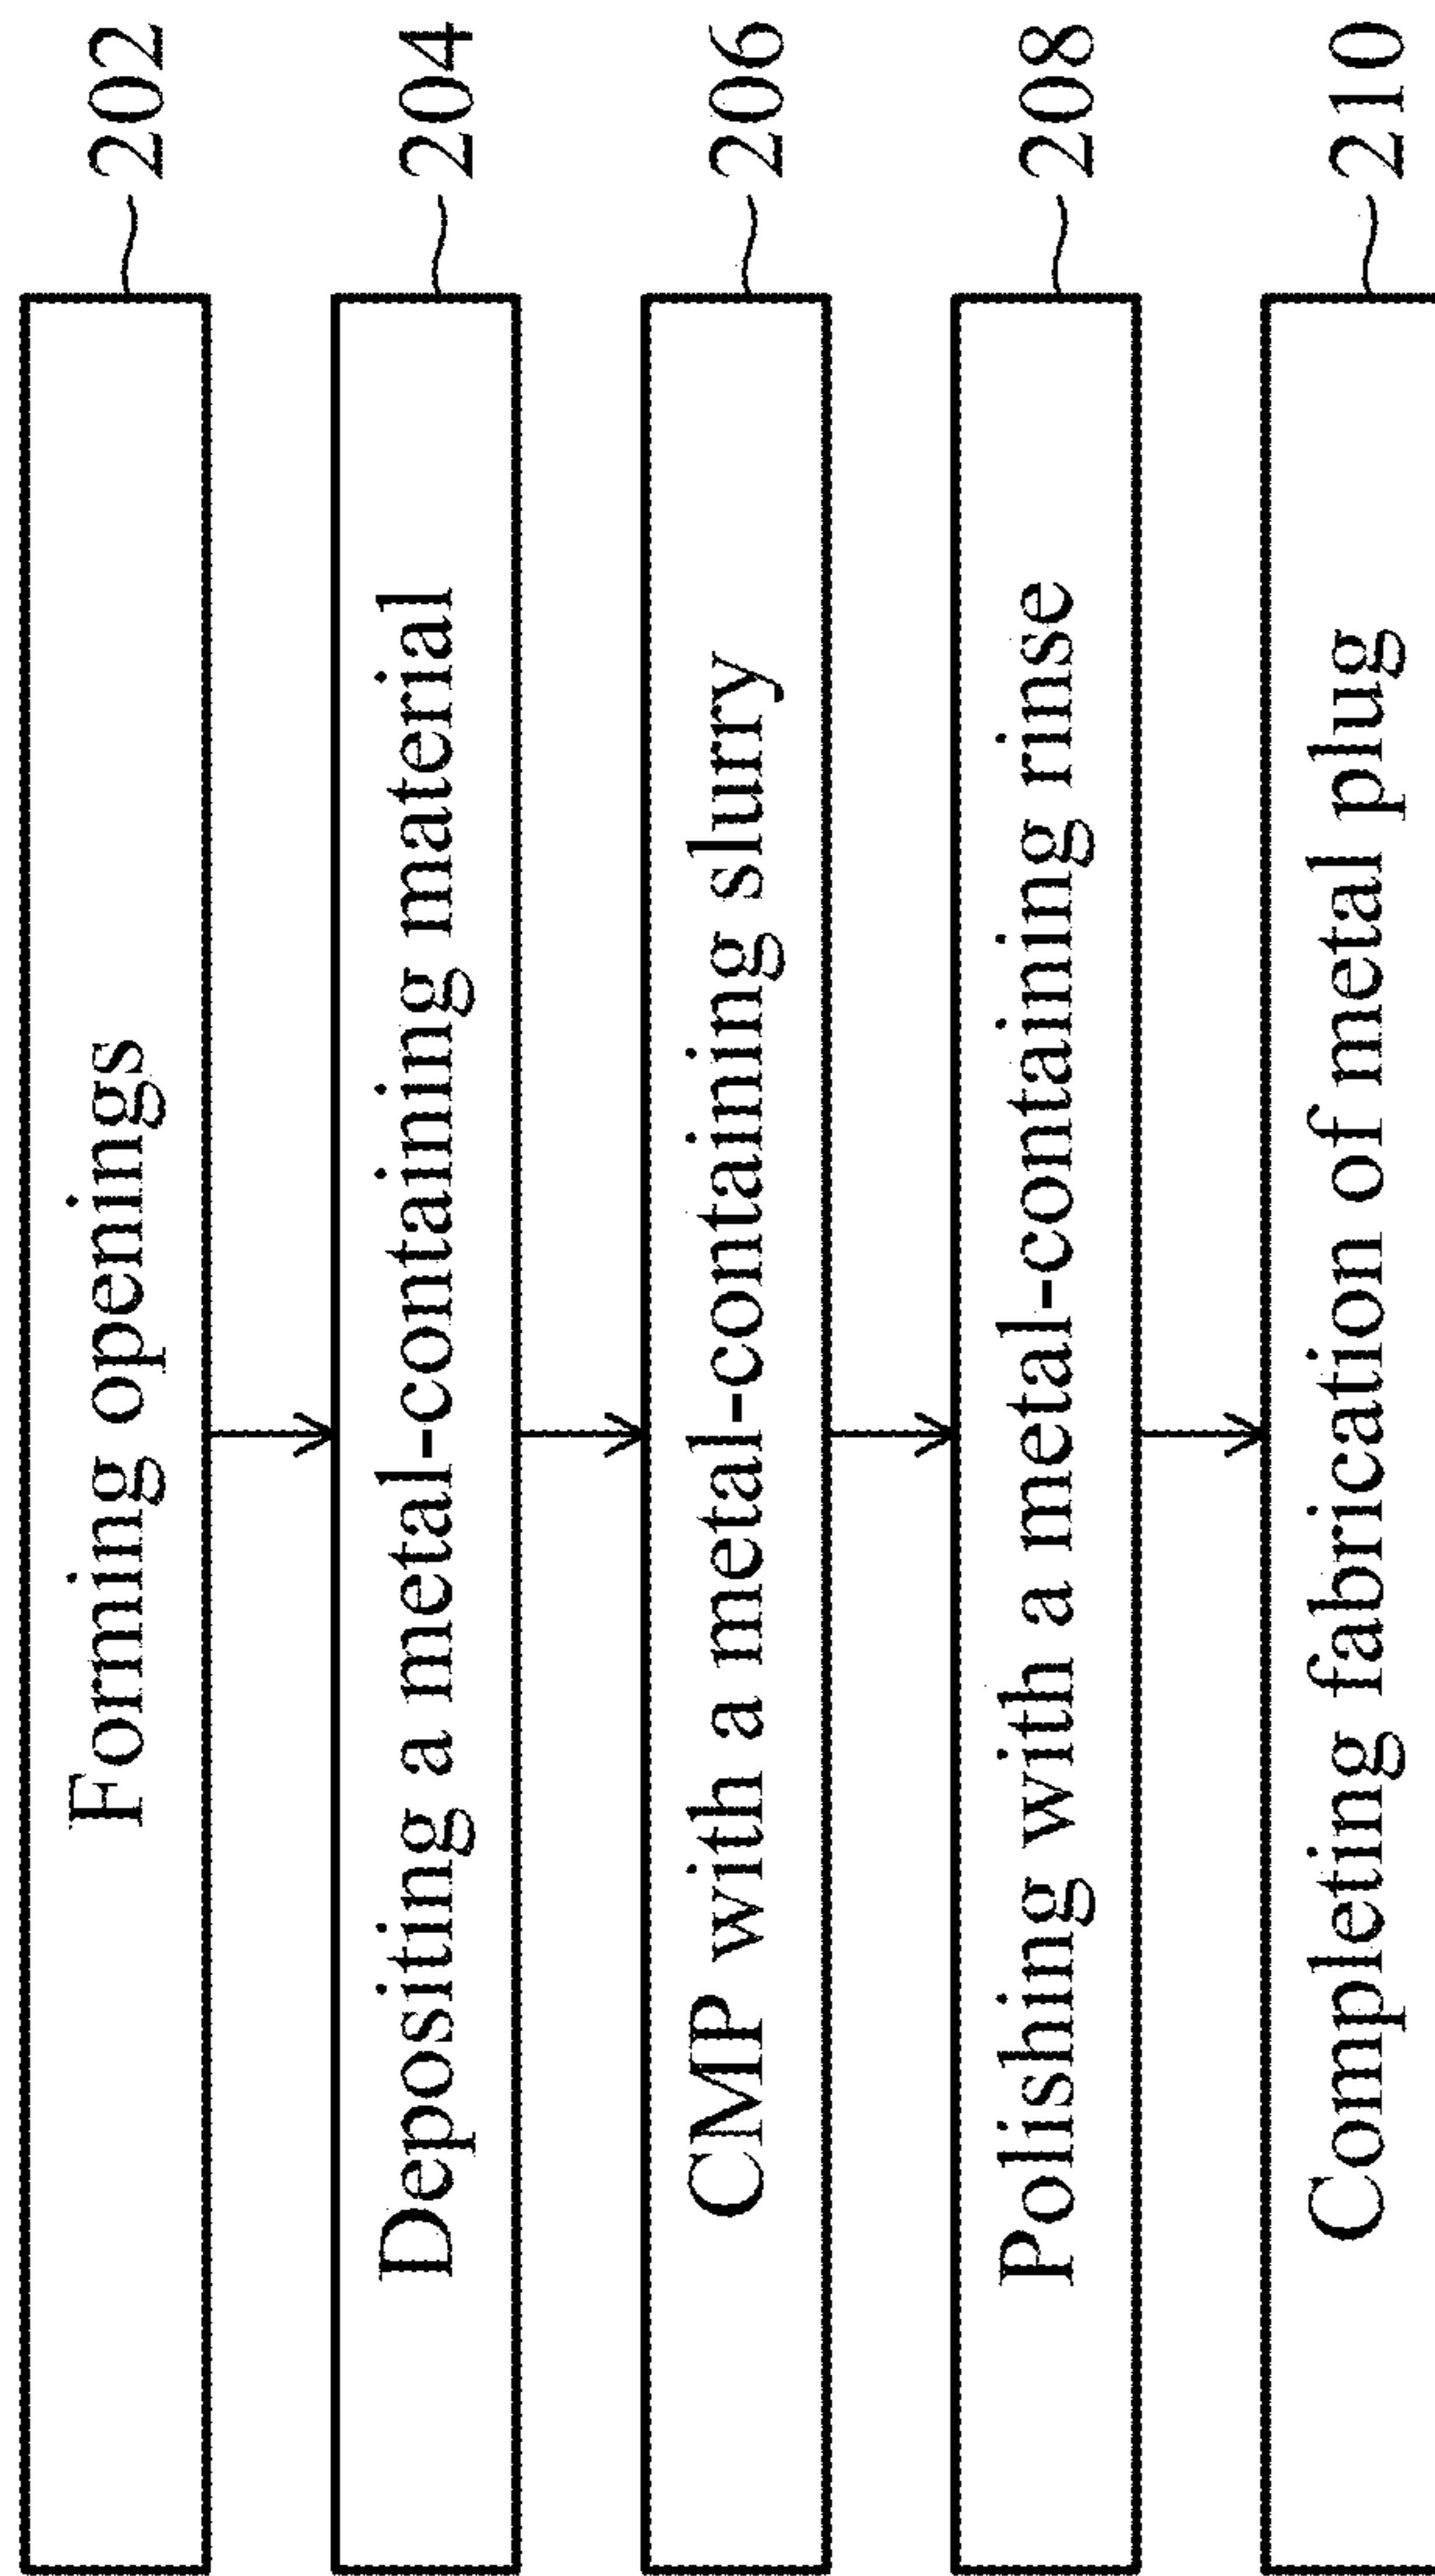 Forming openings 202
Depositing a metal-containing material 204
CMP with a metal-containing slurry 206
Polishing with a metal-containing rinse 208
Completing fabrication of metal plug 210